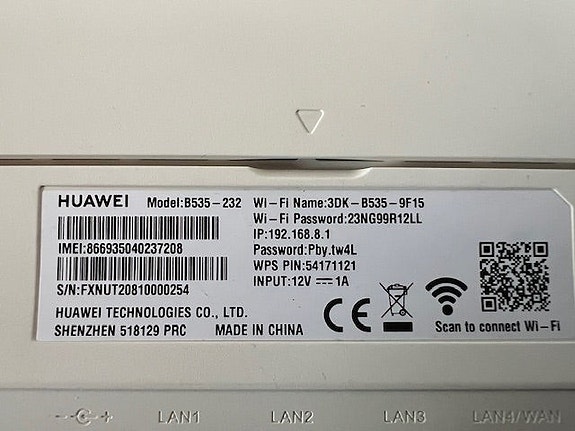 HUAWEI Model:B535-232
IMEI:866935040237208
S/N:FXNUT20810000254
HUAWEI TECHNOLOGIES CO., LTD.
SHENZHEN 518129 PRC MADE IN CHINA
Wi-Fi Name:3DK-B535-9F15
Wi-Fi Password:23NG99R12LL
IP:192.168.8.1
Password:Pby.tw4L
WPS PIN:54171121
INPUT:12V ⎓ 1A
CE
Scan to connect Wi-Fi
LAN1 LAN2 LAN3 LAN4/WAN